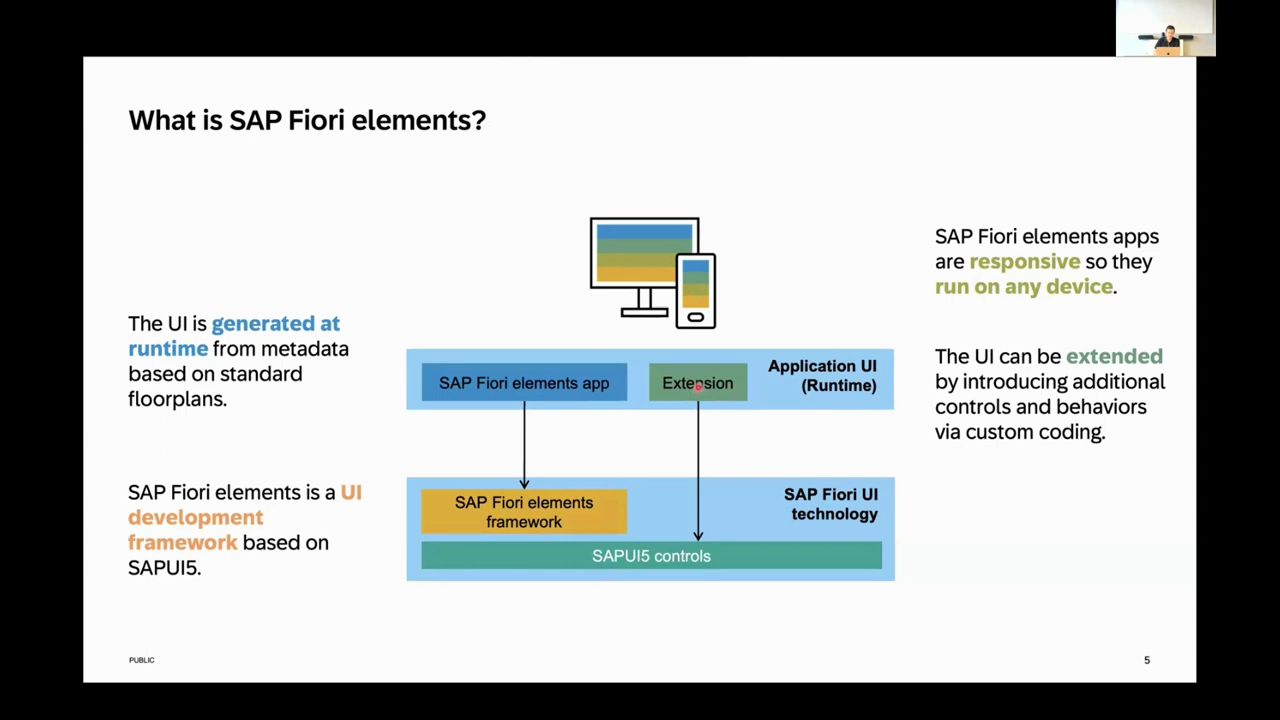 What is SAP Fiori elements?
The UI is generated at
runtime from metadata
based on standard
floorplans.
SAP Fiori elements is a UI
development
framework based on
SAPUI5.
SAP Fiori elements app
Extension
Application UI
(Runtime)
SAP Fiori elements
framework
SAP Fiori UI
technology
SAPUI5 controls
SAP Fiori elements apps
are responsive so they
run on any device.
The UI can be extended
by introducing additional
controls and behaviors
via custom coding.
PUBLIC
5